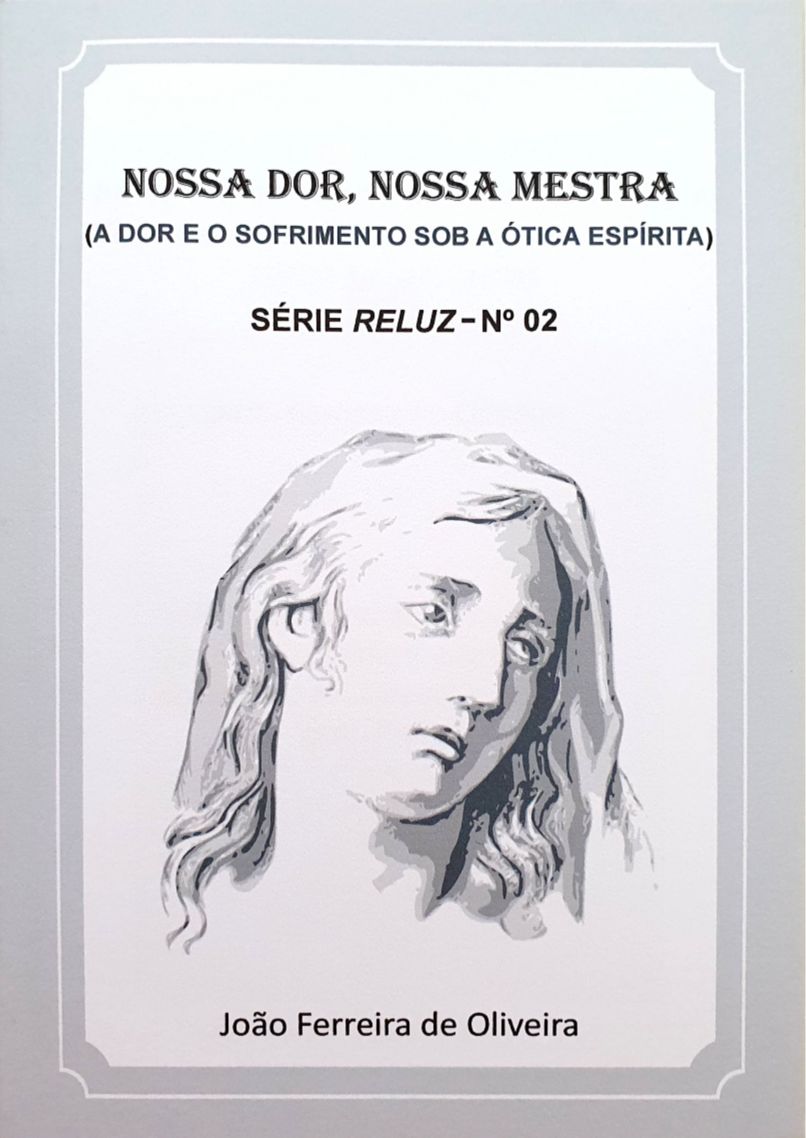 NOSSA DOR, NOSSA MESTRA
(A DOR E O SOFRIMENTO SOB A ÓTICA ESPÍRITA)
SÉRIE RELUZ - Nº 02
João Ferreira de Oliveira